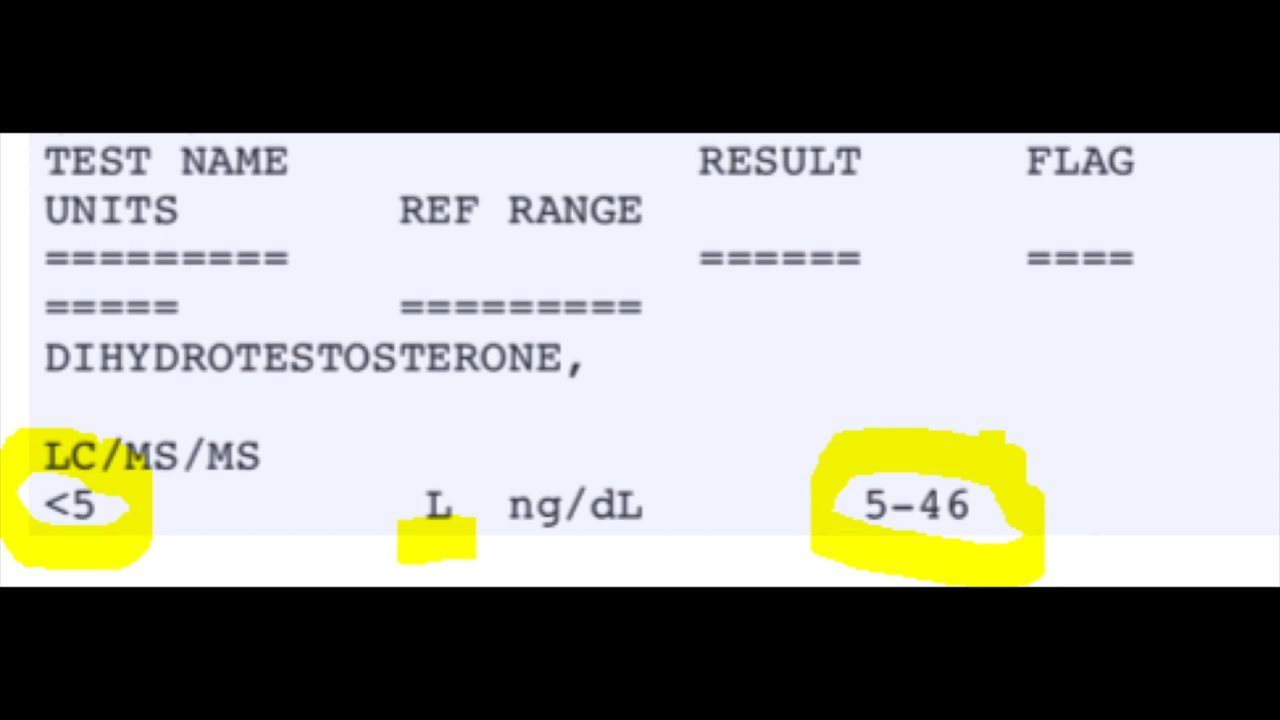 TEST NAME RESULT FLAG
UNITS REF RANGE
========= ====== ====
===== =========
DIHYDROTESTOSTERONE,
LC/MS/MS
<5 L ng/dL 5-46